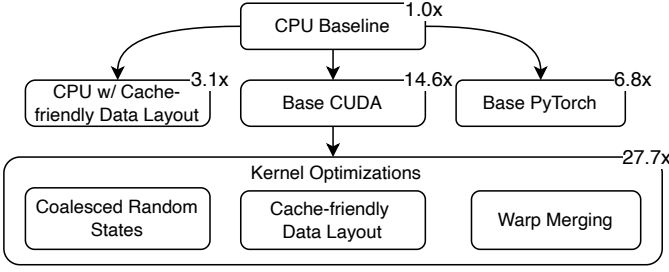 1.0x
CPU Baseline
3.1x
CPU w/ Cache-
friendly Data Layout
14.6x
Base CUDA
6.8x
Base PyTorch
27.7x
Kernel Optimizations
Coalesced Random
States
Cache-friendly
Data Layout
Warp Merging